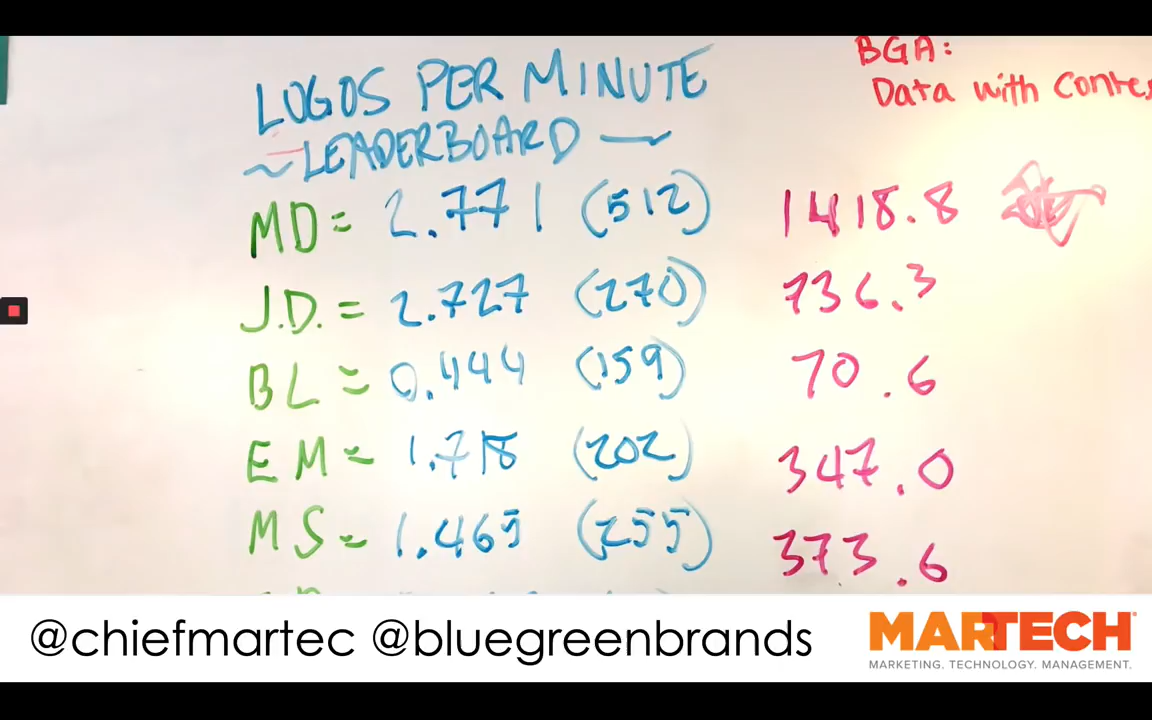 LOGOS PER MINUTE
~ LEADERBOARD —
BGA:
Data with Contex
MD = 2.771 (512) 1418.8
J.D. = 2.727 (270) 736.3
BL = 0.444 (159) 70.6
EM = 1.718 (202) 347.0
MS = 1.465 (255) 373.6
@chiefmartec @bluegreenbrands
MARTECH®
MARKETING. TECHNOLOGY. MANAGEMENT.